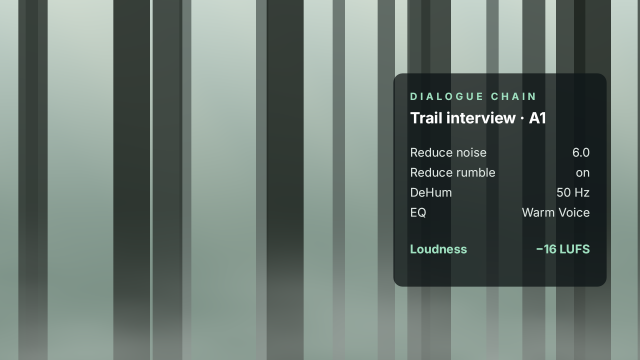 DIALOGUE CHAIN
Trail interview · A1
Reduce noise 6.0
Reduce rumble on
DeHum 50 Hz
EQ Warm Voice
Loudness −16 LUFS